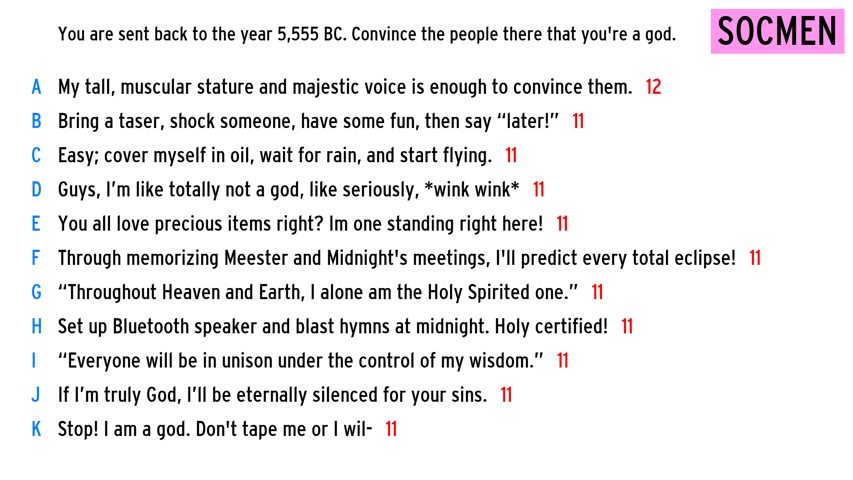 You are sent back to the year 5,555 BC. Convince the people there that you're a god.
SOCMEN
A My tall, muscular stature and majestic voice is enough to convince them. 12
B Bring a taser, shock someone, have some fun, then say “later!” 11
C Easy; cover myself in oil, wait for rain, and start flying. 11
D Guys, I’m like totally not a god, like seriously, *wink wink* 11
E You all love precious items right? Im one standing right here! 11
F Through memorizing Meester and Midnight's meetings, I'll predict every total eclipse! 11
G “Throughout Heaven and Earth, I alone am the Holy Spirited one.” 11
H Set up Bluetooth speaker and blast hymns at midnight. Holy certified! 11
I “Everyone will be in unison under the control of my wisdom.” 11
J If I’m truly God, I’ll be eternally silenced for your sins. 11
K Stop! I am a god. Don't tape me or I wil- 11